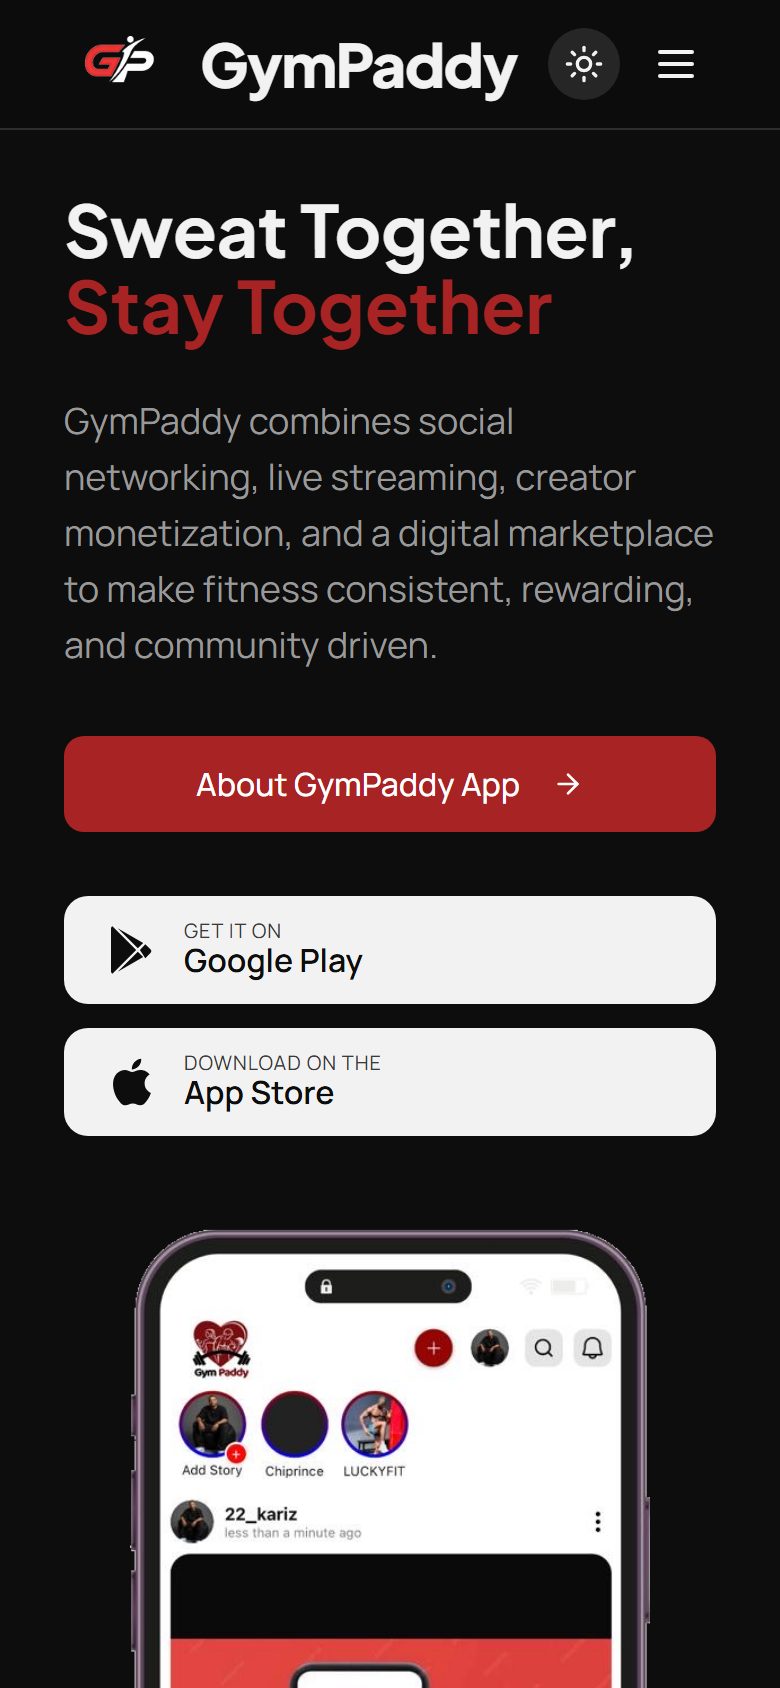 GP GymPaddy
Sweat Together,
Stay Together
GymPaddy combines social
networking, live streaming, creator
monetization, and a digital marketplace
to make fitness consistent, rewarding,
and community driven.
About GymPaddy App
GET IT ON
Google Play
DOWNLOAD ON THE
App Store
Gym Paddy
Add Story
Chiprince
LUCKYFIT
22_kariz
less than a minute ago